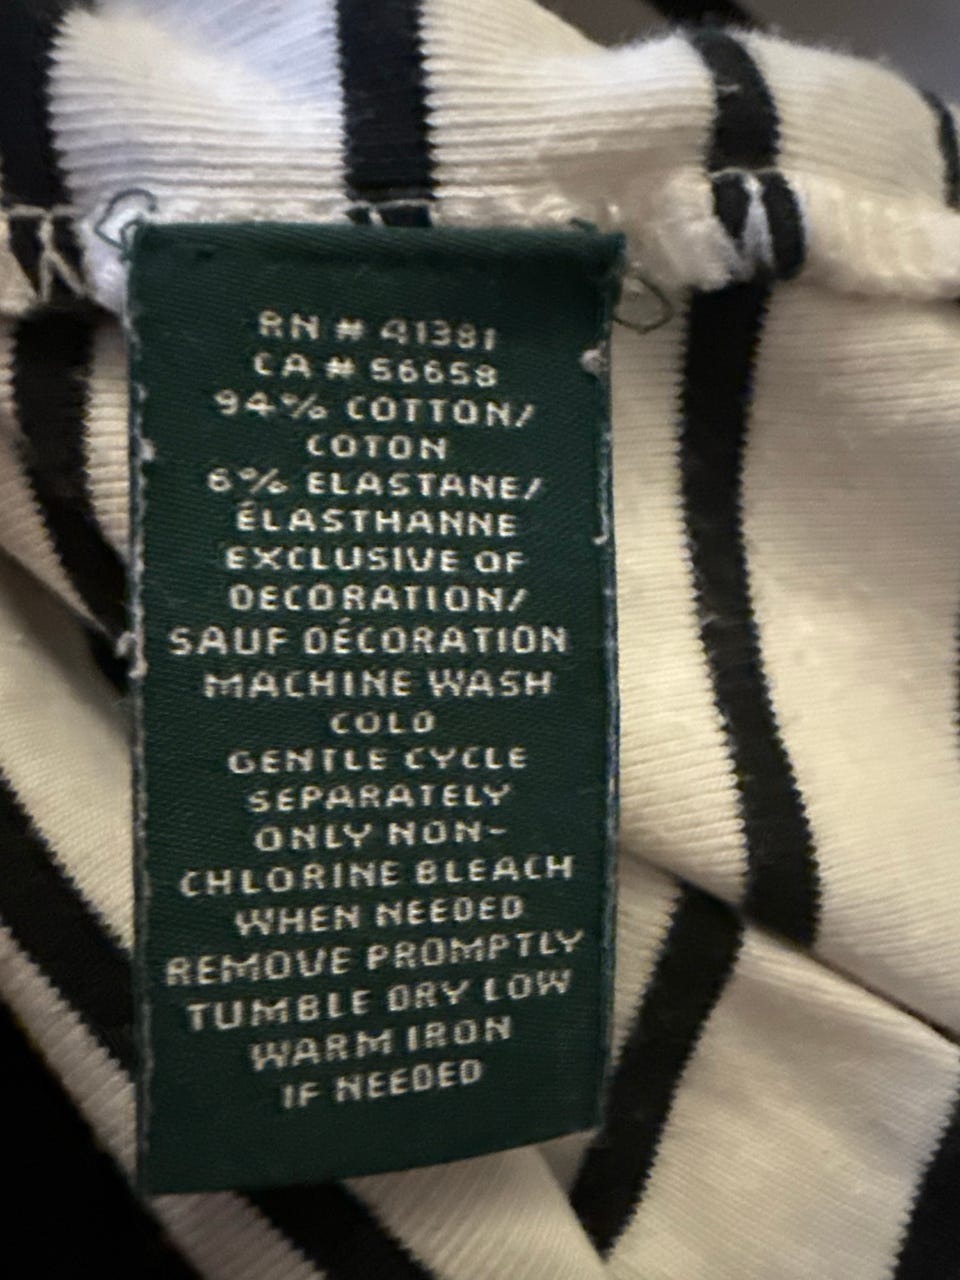 RN # 41381
CA # 56658
94% COTTON/
COTON
6% ELASTANE/
ÉLASTHANNE
EXCLUSIVE OF
DECORATION/
SAUF DÉCORATION
MACHINE WASH
COLD
GENTLE CYCLE
SEPARATELY
ONLY NON-
CHLORINE BLEACH
WHEN NEEDED
REMOVE PROMPTLY
TUMBLE DRY LOW
WARM IRON
IF NEEDED